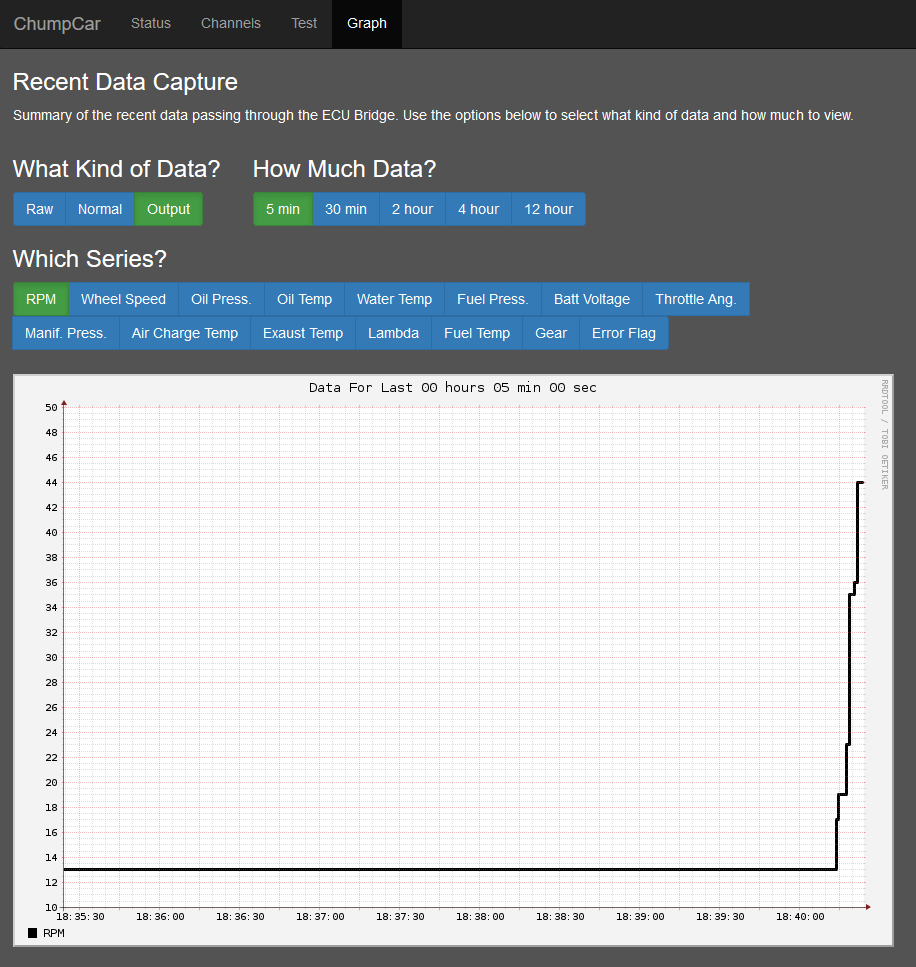 ChumpCar Status Channels Test Graph
Recent Data Capture
Summary of the recent data passing through the ECU Bridge. Use the options below to select what kind of data and how much to view.
What Kind of Data? How Much Data?
Raw Normal Output 5 min 30 min 2 hour 4 hour 12 hour
Which Series?
RPM Wheel Speed Oil Press. Oil Temp Water Temp Fuel Press. Batt Voltage Throttle Ang.
Manif. Press. Air Charge Temp Exaust Temp Lambda Fuel Temp Gear Error Flag
Data For Last 00 hours 05 min 00 sec
RRDTOOL / TOBI OETIKER
50
48
46
44
42
40
38
36
34
32
30
28
26
24
22
20
18
16
14
12
10
18:35:30 18:36:00 18:36:30 18:37:00 18:37:30 18:38:00 18:38:30 18:39:00 18:39:30 18:40:00
RPM